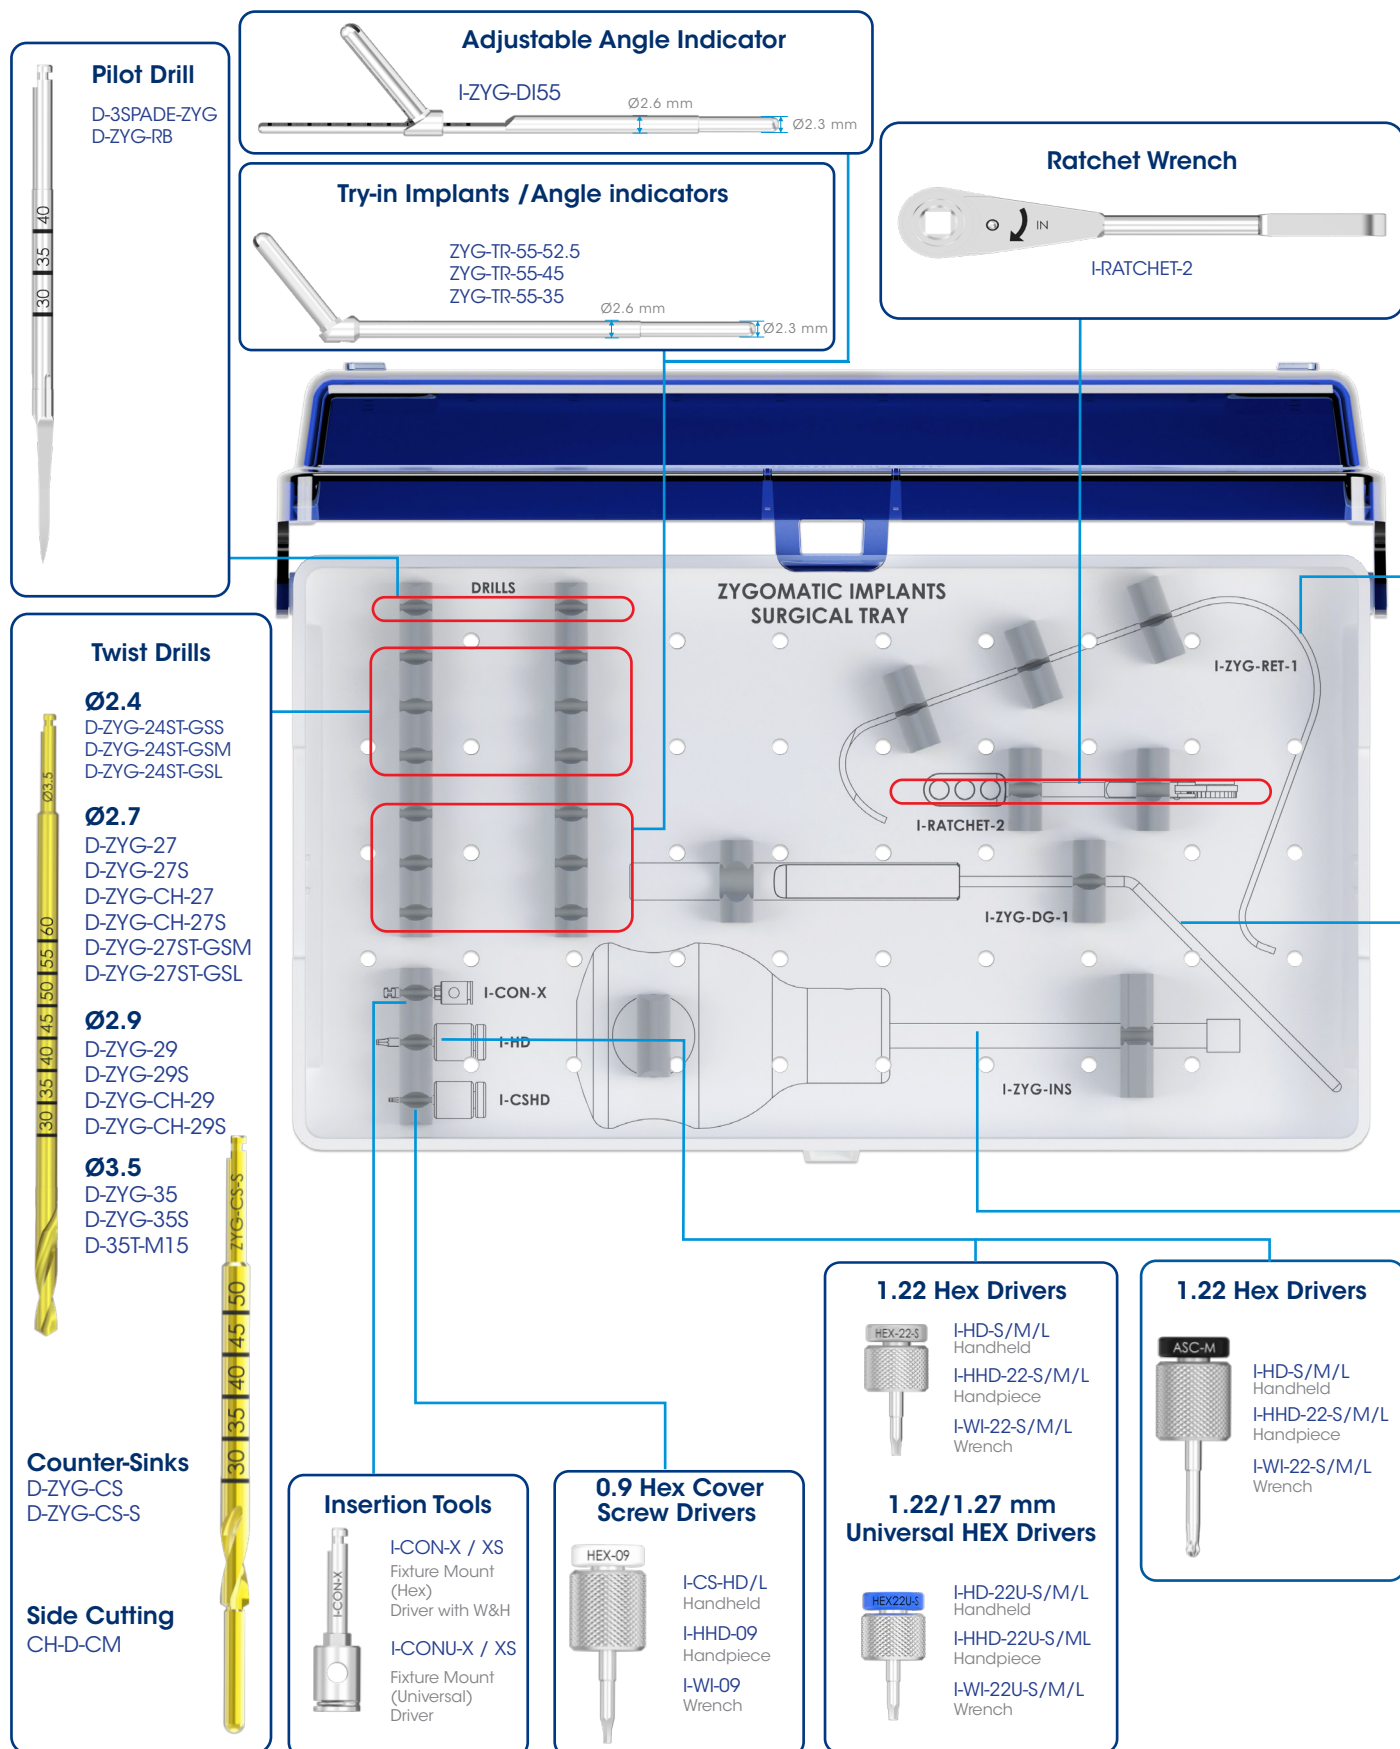 Pilot Drill
D-3SPADE-ZYG
D-ZYG-RB
30 35 40
Adjustable Angle Indicator
I-ZYG-DI55
Ø2.6 mm
Ø2.3 mm
Try-in Implants /Angle indicators
ZYG-TR-55-52.5
ZYG-TR-55-45
ZYG-TR-55-35
Ø2.6 mm
Ø2.3 mm
Ratchet Wrench
IN
I-RATCHET-2
DRILLS
ZYGOMATIC IMPLANTS
SURGICAL TRAY
I-ZYG-RET-1
I-RATCHET-2
I-ZYG-DG-1
I-CON-X
I-HD
I-CSHD
I-ZYG-INS
Twist Drills
Ø2.4
D-ZYG-24ST-GSS
D-ZYG-24ST-GSM
D-ZYG-24ST-GSL
Ø2.7
D-ZYG-27
D-ZYG-27S
D-ZYG-CH-27
D-ZYG-CH-27S
D-ZYG-27ST-GSM
D-ZYG-27ST-GSL
Ø2.9
D-ZYG-29
D-ZYG-29S
D-ZYG-CH-29
D-ZYG-CH-29S
Ø3.5
D-ZYG-35
D-ZYG-35S
D-35T-M15
Ø3.5
30 35 40 45 50 55 60
ZYG-CS-S
30 35 40 45 50
Counter-Sinks
D-ZYG-CS
D-ZYG-CS-S
Side Cutting
CH-D-CM
Insertion Tools
I-CON-X
I-CON-X / XS
Fixture Mount
(Hex)
Driver with W&H
I-CONU-X / XS
Fixture Mount
(Universal)
Driver
0.9 Hex Cover
Screw Drivers
HEX-09
I-CS-HD/L
Handheld
I-HHD-09
Handpiece
I-WI-09
Wrench
1.22 Hex Drivers
HEX-22-S
I-HD-S/M/L
Handheld
I-HHD-22-S/M/L
Handpiece
I-WI-22-S/M/L
Wrench
1.22/1.27 mm
Universal HEX Drivers
HEX22U-S
I-HD-22U-S/M/L
Handheld
I-HHD-22U-S/ML
Handpiece
I-WI-22U-S/M/L
Wrench
1.22 Hex Drivers
ASC-M
I-HD-S/M/L
Handheld
I-HHD-22-S/M/L
Handpiece
I-WI-22-S/M/L
Wrench